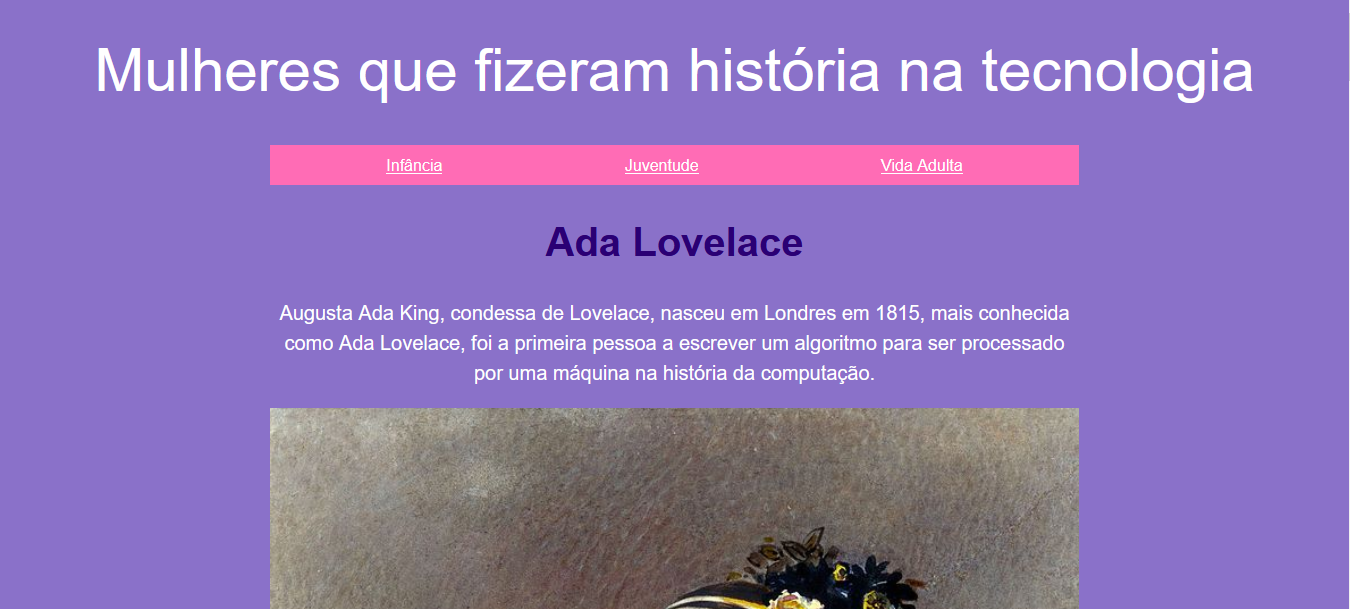 Mulheres que fizeram história na tecnologia
Infância Juventude Vida Adulta
Ada Lovelace
Augusta Ada King, condessa de Lovelace, nasceu em Londres em 1815, mais conhecida
como Ada Lovelace, foi a primeira pessoa a escrever um algoritmo para ser processado
por uma máquina na história da computação.